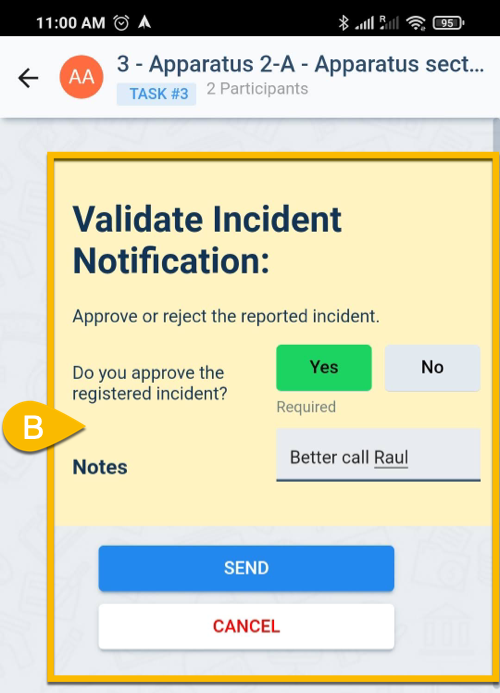 11:00 AM
R
95
AA
3 - Apparatus 2-A - Apparatus sect...
TASK #3
2 Participants
Validate Incident
Notification:
Approve or reject the reported incident.
Do you approve the
registered incident?
Yes
No
Required
B
Notes
Better call Raul
SEND
CANCEL